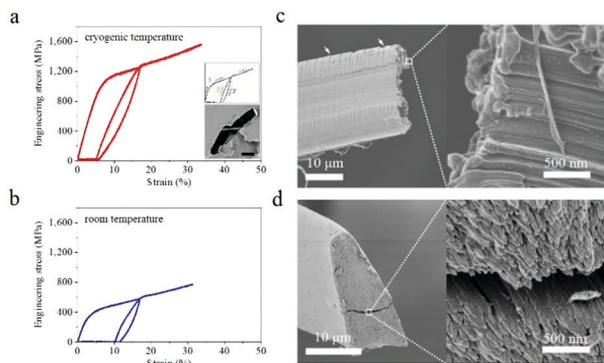 a
cryogenic temperature
1,600
1,200
800
400
0
0 10 20 30 40 50
Strain (%)
Engineering stress (MPa)
b
room temperature
1,600
1,200
800
400
0
0 10 20 30 40 50
Strain (%)
Engineering stress (MPa)
c
10 μm
500 nm
d
10 μm
500 nm